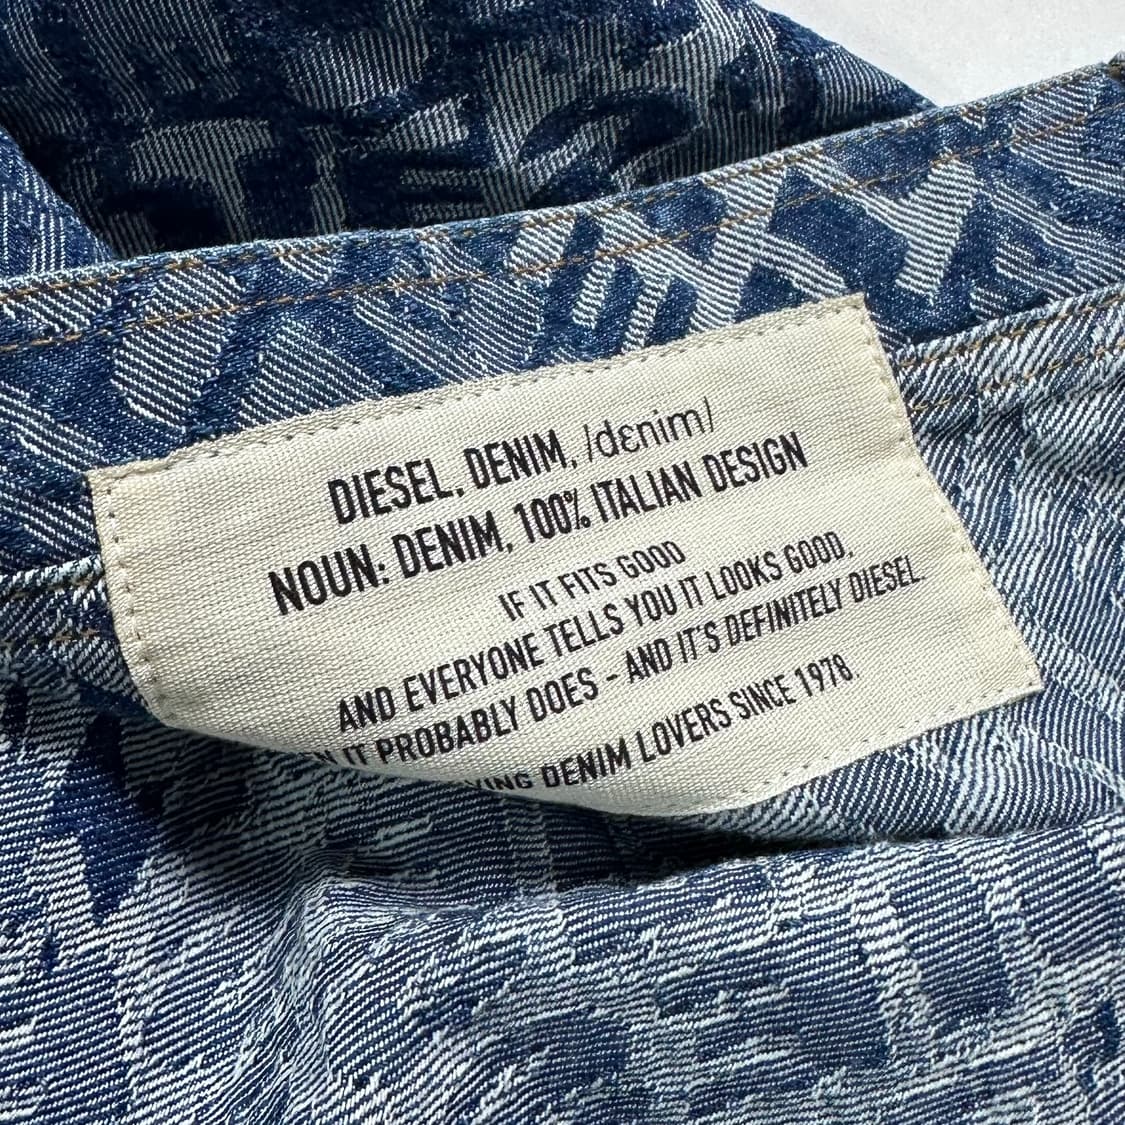 DIESEL, DENIM, /dɛnim/
NOUN: DENIM, 100% ITALIAN DESIGN
IF IT FITS GOOD
AND EVERYONE TELLS YOU IT LOOKS GOOD,
IT PROBABLY DOES - AND IT'S DEFINITELY DIESEL.
DENIM LOVERS SINCE 1978.